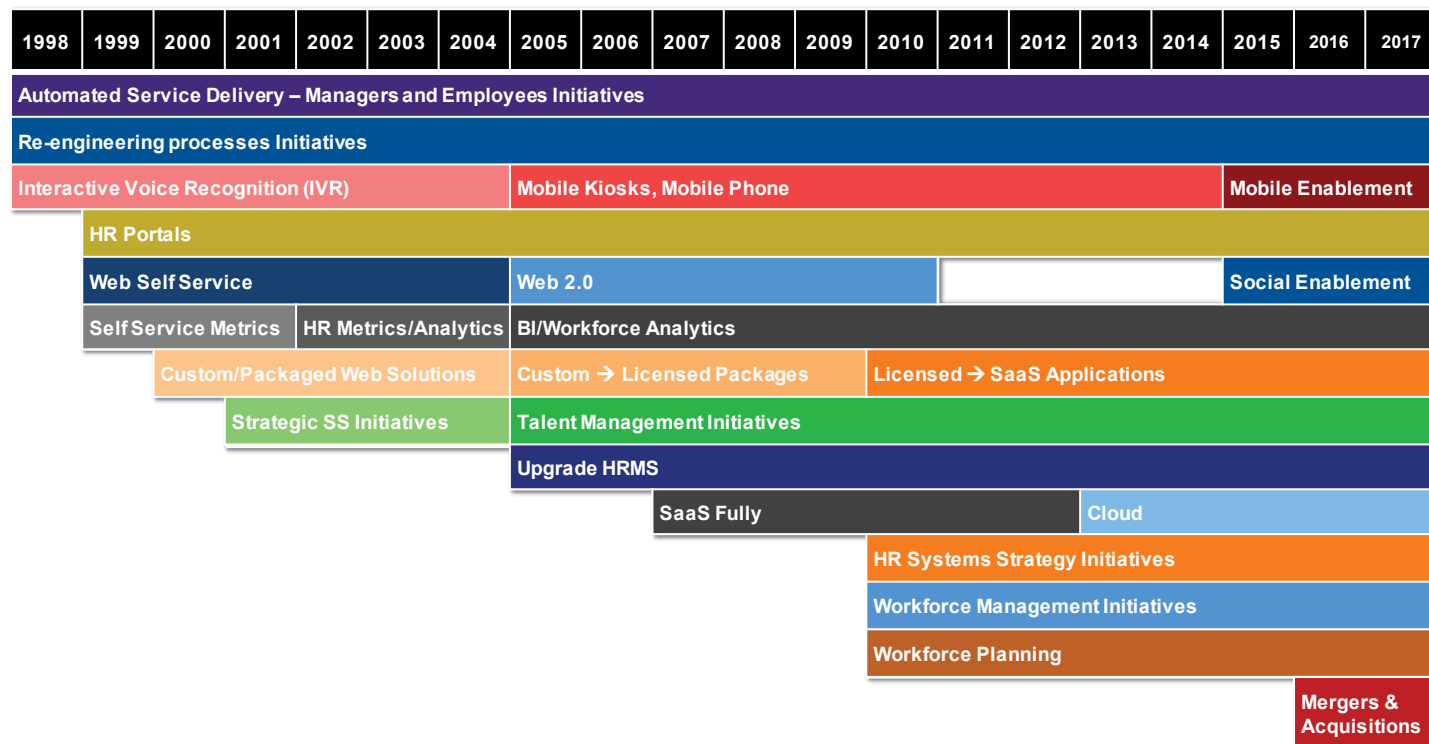 1998 1999 2000 2001 2002 2003 2004 2005 2006 2007 2008 2009 2010 2011 2012 2013 2014 2015 2016 2017
Automated Service Delivery – Managers and Employees Initiatives
Re-engineering processes Initiatives
Interactive Voice Recognition (IVR) Mobile Kiosks, Mobile Phone Mobile Enablement
HR Portals
Web Self Service Web 2.0 Social Enablement
Self Service Metrics HR Metrics/Analytics BI/Workforce Analytics
Custom/Packaged Web Solutions Custom → Licensed Packages Licensed → SaaS Applications
Strategic SS Initiatives Talent Management Initiatives
Upgrade HRMS
SaaS Fully Cloud
HR Systems Strategy Initiatives
Workforce Management Initiatives
Workforce Planning
Mergers &
Acquisitions